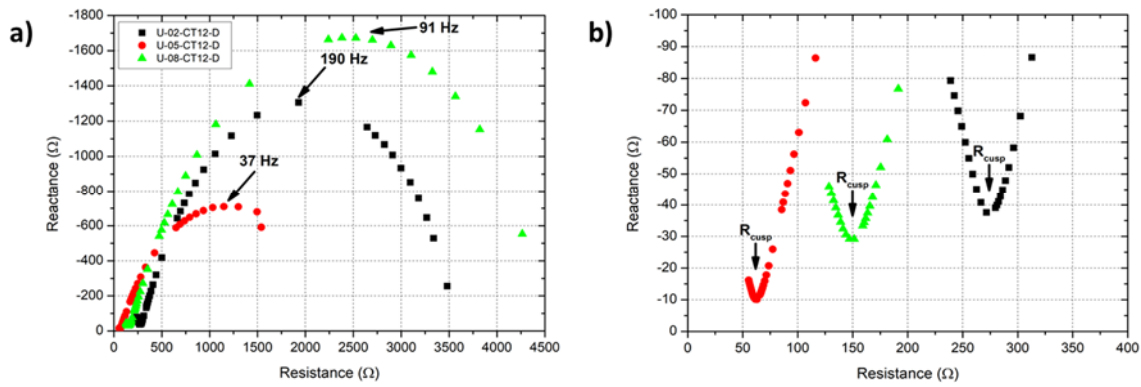 a)
-1800
-1600
-1400
-1200
-1000
-800
-600
-400
-200
0
Reactance (Ω)
U-02-CT12-D
U-05-CT12-D
U-08-CT12-D
91 Hz
190 Hz
37 Hz
0 500 1000 1500 2000 2500 3000 3500 4000 4500
Resistance (Ω)
b)
-100
-90
-80
-70
-60
-50
-40
-30
-20
-10
0
Reactance (Ω)
Rcusp
Rcusp
Rcusp
0 50 100 150 200 250 300 350 400
Resistance (Ω)